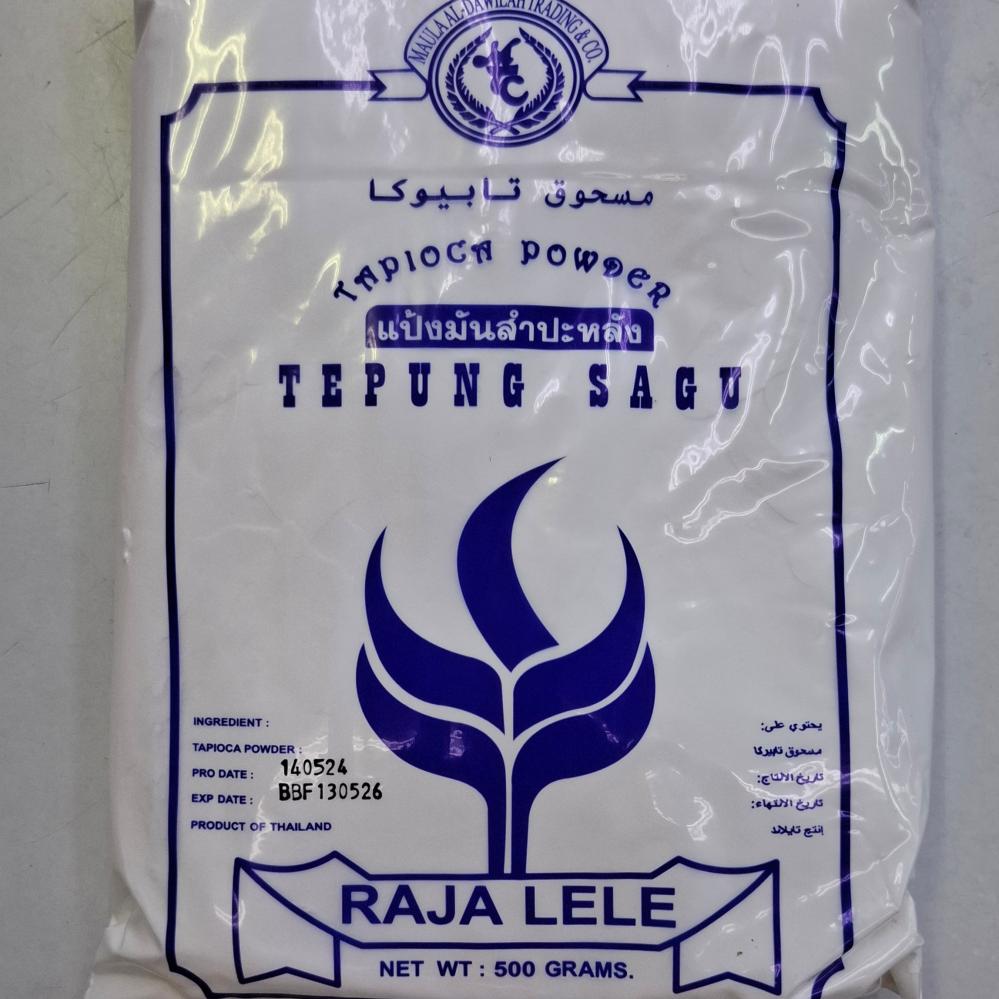 MAULA AL-DAWILAH TRADING & CO.
مسحوق تابيوكا
TAPIOCA POWDER
แป้งมันสำปะหลัง
TEPUNG SAGU
INGREDIENT :
TAPIOCA POWDER :
PRO DATE : 140524
EXP DATE : BBF 130526
PRODUCT OF THAILAND
يحتوي على:
مسحوق تابيوكا
تاريخ الانتاج:
تاريخ الانتهاء:
إنتج تايلاند
RAJA LELE
NET WT : 500 GRAMS.